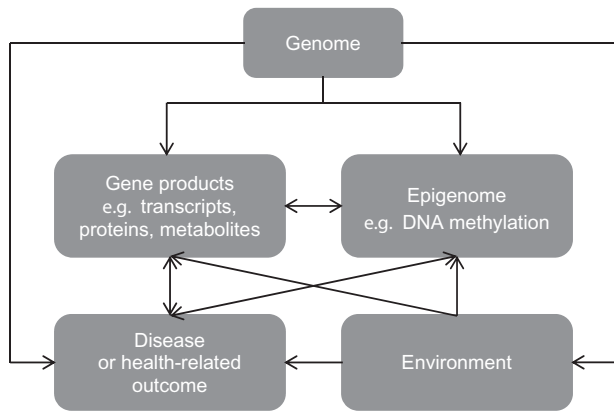 Genome
Gene products
e.g. transcripts,
proteins, metabolites
Epigenome
e.g. DNA methylation
Disease
or health-related
outcome
Environment